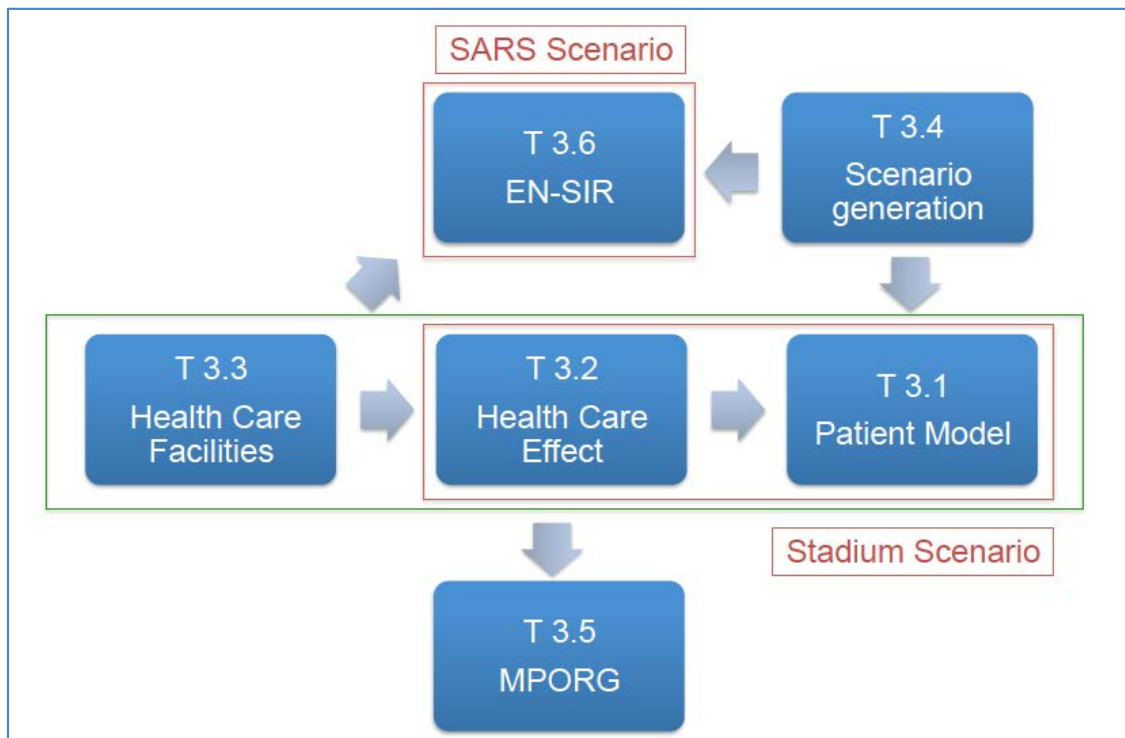 SARS Scenario
T 3.6
EN-SIR
T 3.4
Scenario
generation
T 3.3
Health Care
Facilities
T 3.2
Health Care
Effect
T 3.1
Patient Model
Stadium Scenario
T 3.5
MPORG